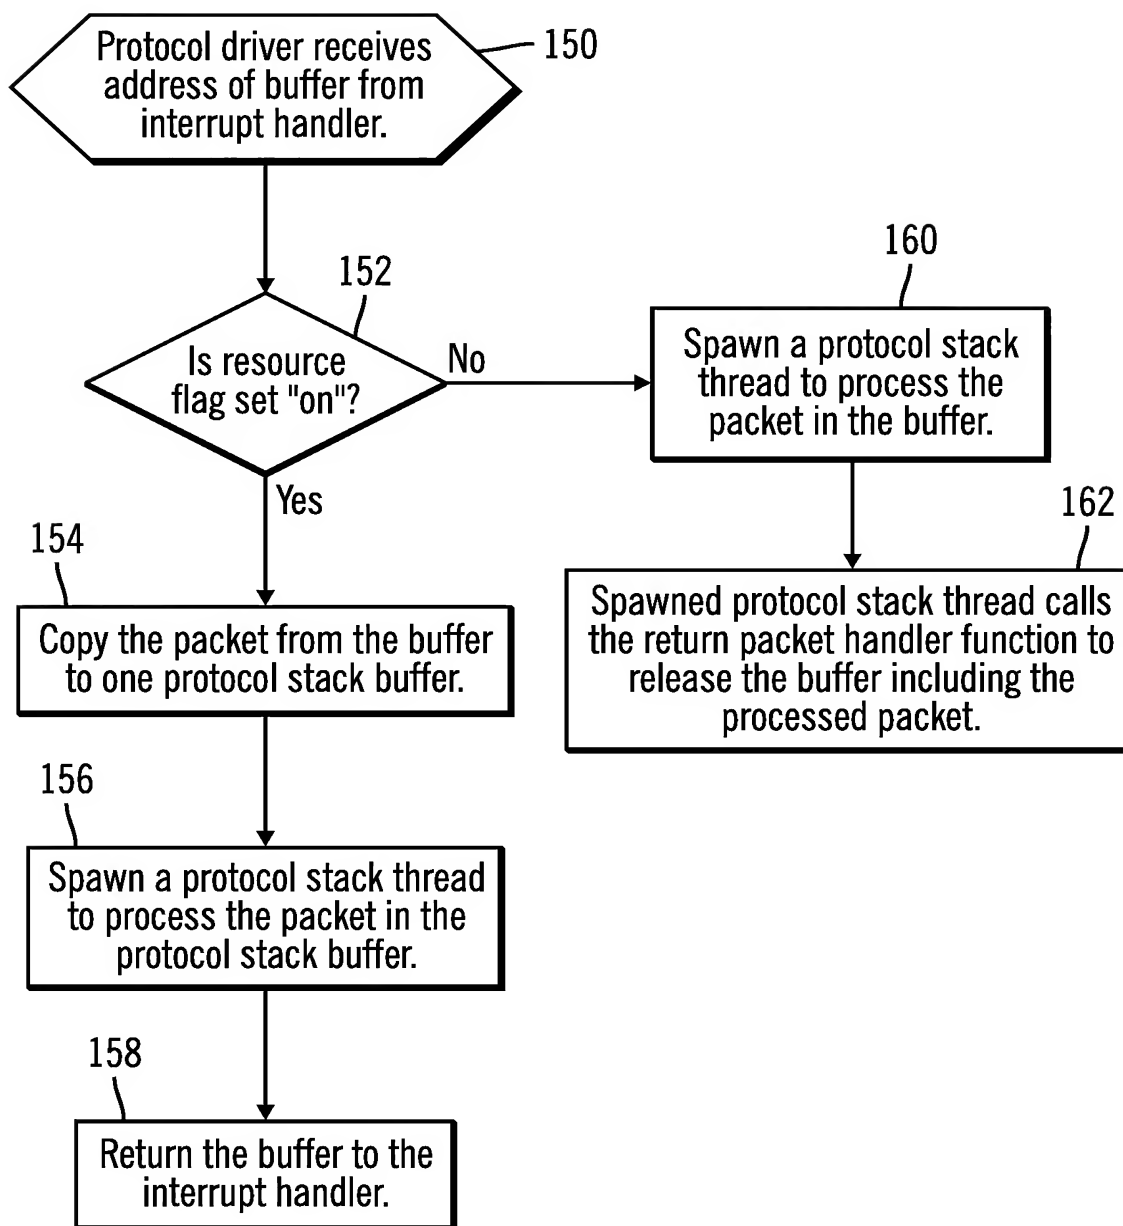 Protocol driver receives
address of buffer from
interrupt handler.
150
152
Is resource
flag set "on"?
No
Yes
160
Spawn a protocol stack
thread to process the
packet in the buffer.
162
Spawned protocol stack thread calls
the return packet handler function to
release the buffer including the
processed packet.
154
Copy the packet from the buffer
to one protocol stack buffer.
156
Spawn a protocol stack thread
to process the packet in the
protocol stack buffer.
158
Return the buffer to the
interrupt handler.